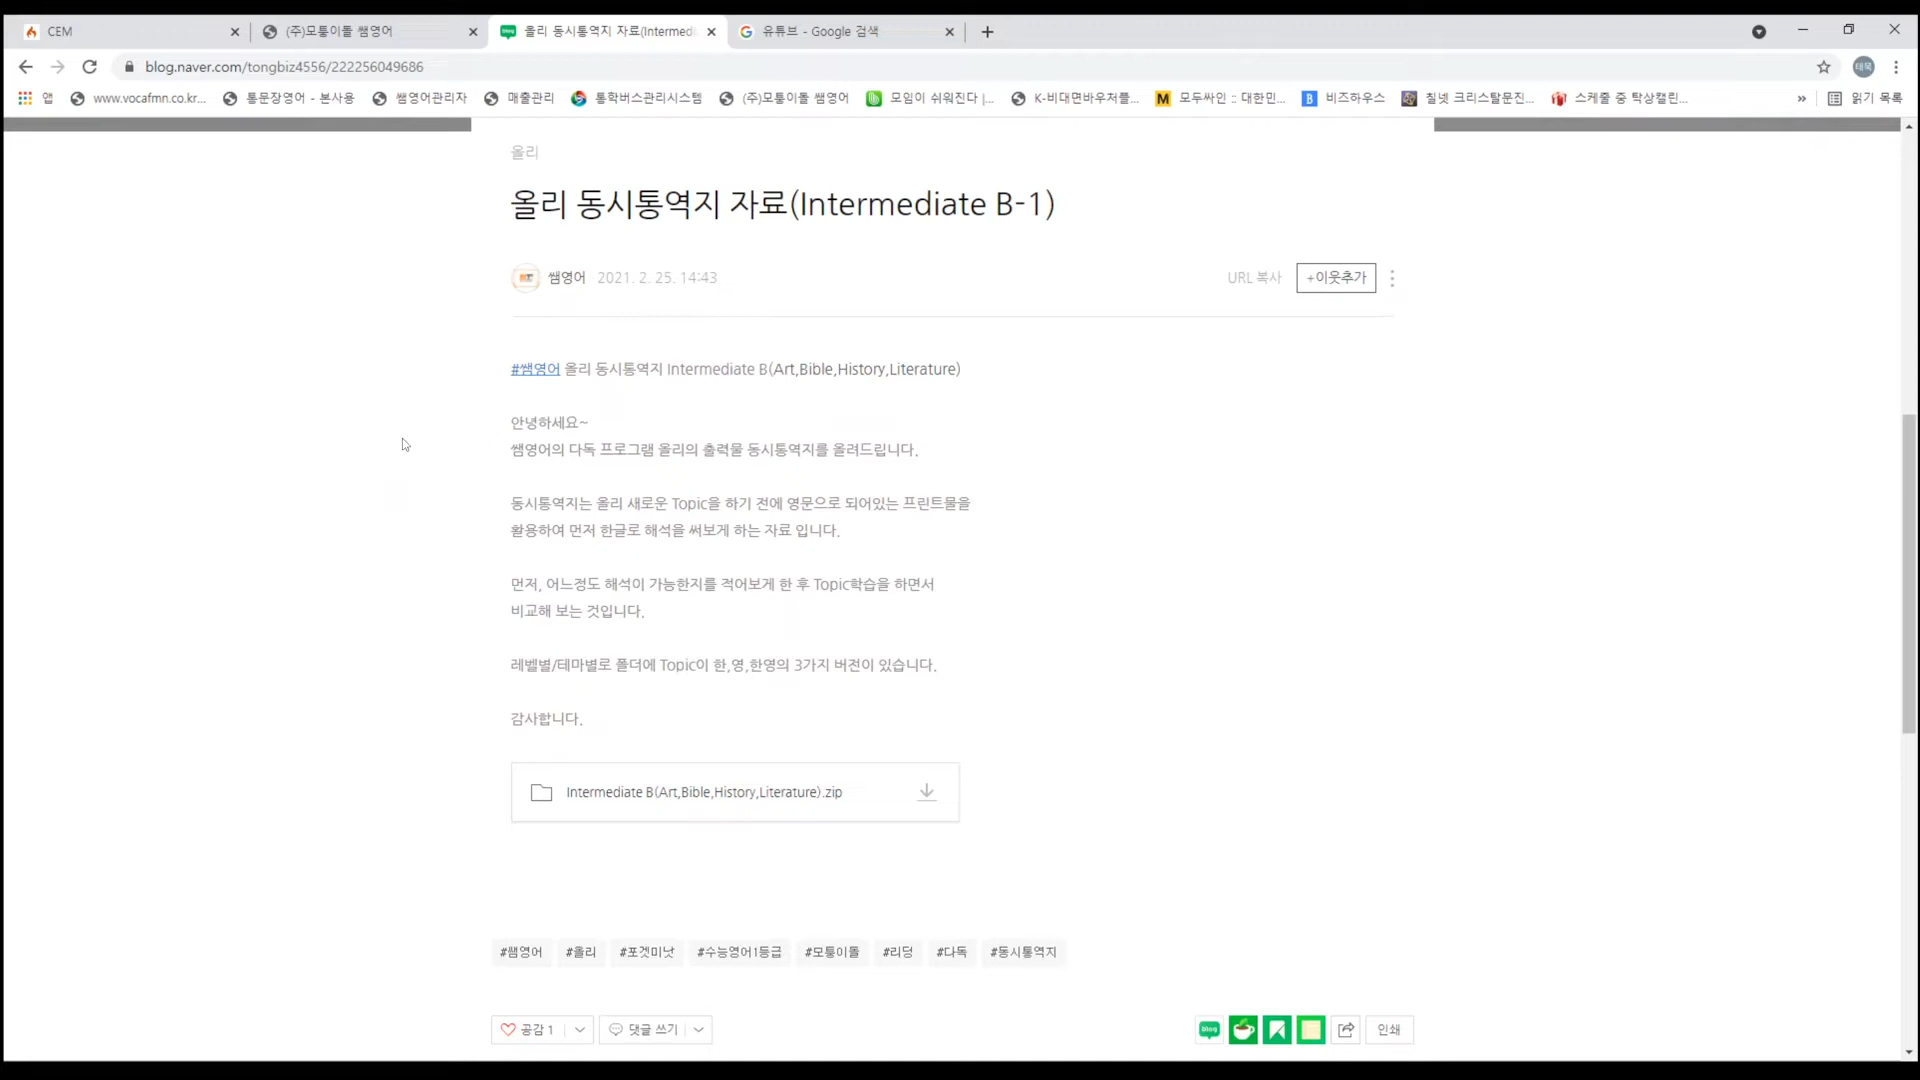 CEM
(주)모퉁이돌 쌤영어
올리 동시통역지 자료(Intermed
유튜브 - Google 검색
blog.naver.com/tongbiz4556/222256049686
태묵
앱
www.vocafmn.co.kr...
통문장영어 - 본사용
쌤영어관리자
매출관리
통학버스관리시스템
(주)모퉁이돌 쌤영어
모임이 쉬워진다 |...
K-비대면바우처플...
모두싸인 :: 대한민...
비즈하우스
칠넷 크리스탈문진...
스케줄 중 탁상캘린...
»
읽기 목록
올리
올리 동시통역지 자료(Intermediate B-1)
쌤영어 2021. 2. 25. 14:43
URL 복사
+이웃추가
#쌤영어 올리 동시통역지 Intermediate B(Art,Bible,History,Literature)
안녕하세요~
쌤영어의 다독 프로그램 올리의 출력물 동시통역지를 올려드립니다.
동시통역지는 올리 새로운 Topic을 하기 전에 영문으로 되어있는 프린트물을
활용하여 먼저 한글로 해석을 써보게 하는 자료 입니다.
먼저, 어느정도 해석이 가능한지를 적어보게 한 후 Topic학습을 하면서
비교해 보는 것입니다.
레벨별/테마별로 폴더에 Topic이 한,영,한영의 3가지 버젼이 있습니다.
감사합니다.
Intermediate B(Art,Bible,History,Literature).zip
#쌤영어 #올리 #포켓미낫 #수능영어1등급 #모퉁이돌 #리딩 #다독 #동시통역지
공감 1
댓글 쓰기
blog
인쇄